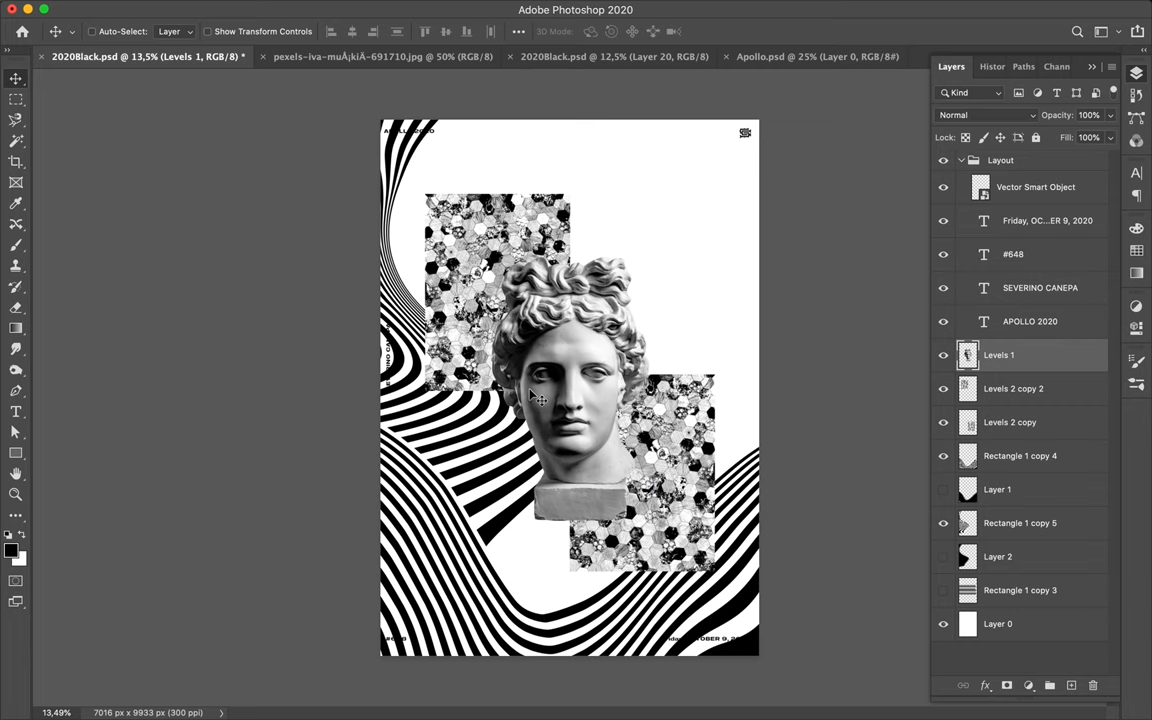 Adobe Photoshop 2020
Auto-Select: Layer Show Transform Controls ••• 3D Mode:
2020Black.psd @ 13,5% (Levels 1, RGB/8) *
pexels-iva-muÅ¡kiÄ-691710.jpg @ 50% (RGB/8)
2020Black.psd @ 12,5% (Layer 20, RGB/8)
Apollo.psd @ 25% (Layer 0, RGB/8#)
Layers Histor Paths Chann
Kind
Normal Opacity: 100%
Lock: Fill: 100%
Layout
Vector Smart Object
Friday, OC...ER 9, 2020
#648
SEVERINO CANEPA
APOLLO 2020
Levels 1
Levels 2 copy 2
Levels 2 copy
Rectangle 1 copy 4
Layer 1
Rectangle 1 copy 5
Layer 2
Rectangle 1 copy 3
Layer 0
fx
13,49% 7016 px x 9933 px (300 ppi)